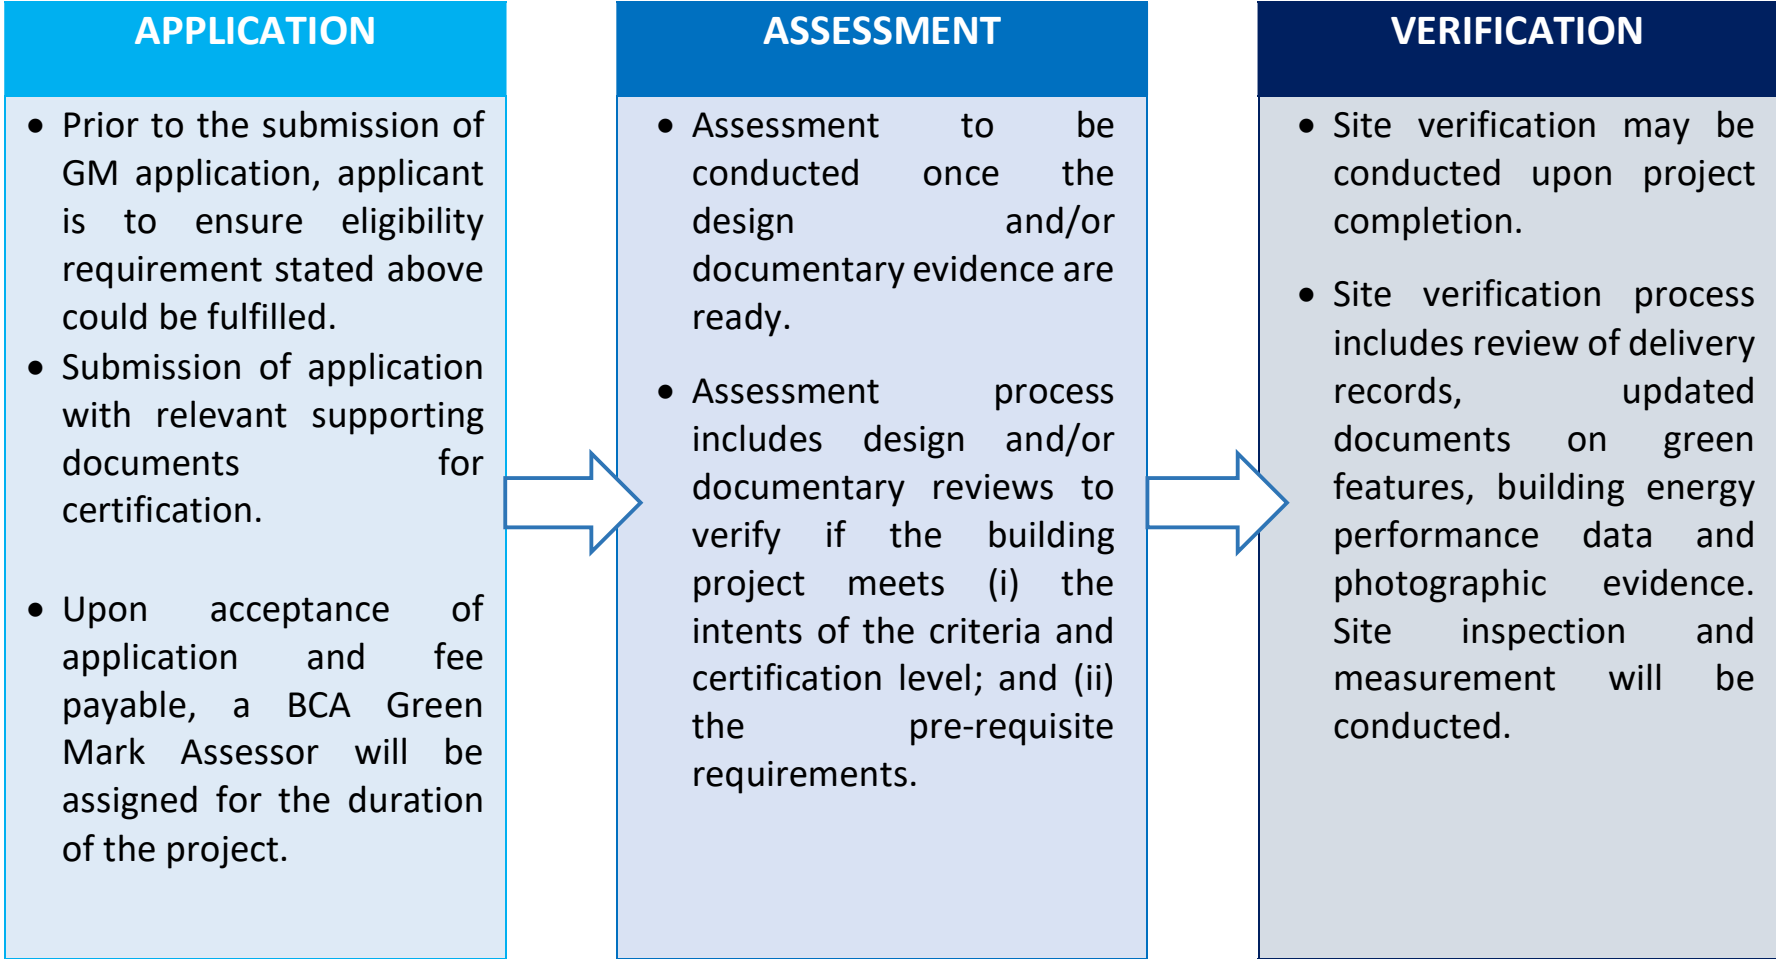 APPLICATION
• Prior to the submission of
GM application, applicant
is to ensure eligibility
requirement stated above
could be fulfilled.
• Submission of application
with relevant supporting
documents for
certification.
• Upon acceptance of
application and fee
payable, a BCA Green
Mark Assessor will be
assigned for the duration
of the project.
ASSESSMENT
• Assessment to be
conducted once the
design and/or
documentary evidence are
ready.
• Assessment process
includes design and/or
documentary reviews to
verify if the building
project meets (i) the
intents of the criteria and
certification level; and (ii)
the pre-requisite
requirements.
VERIFICATION
• Site verification may be
conducted upon project
completion.
• Site verification process
includes review of delivery
records, updated
documents on green
features, building energy
performance data and
photographic evidence.
Site inspection and
measurement will be
conducted.